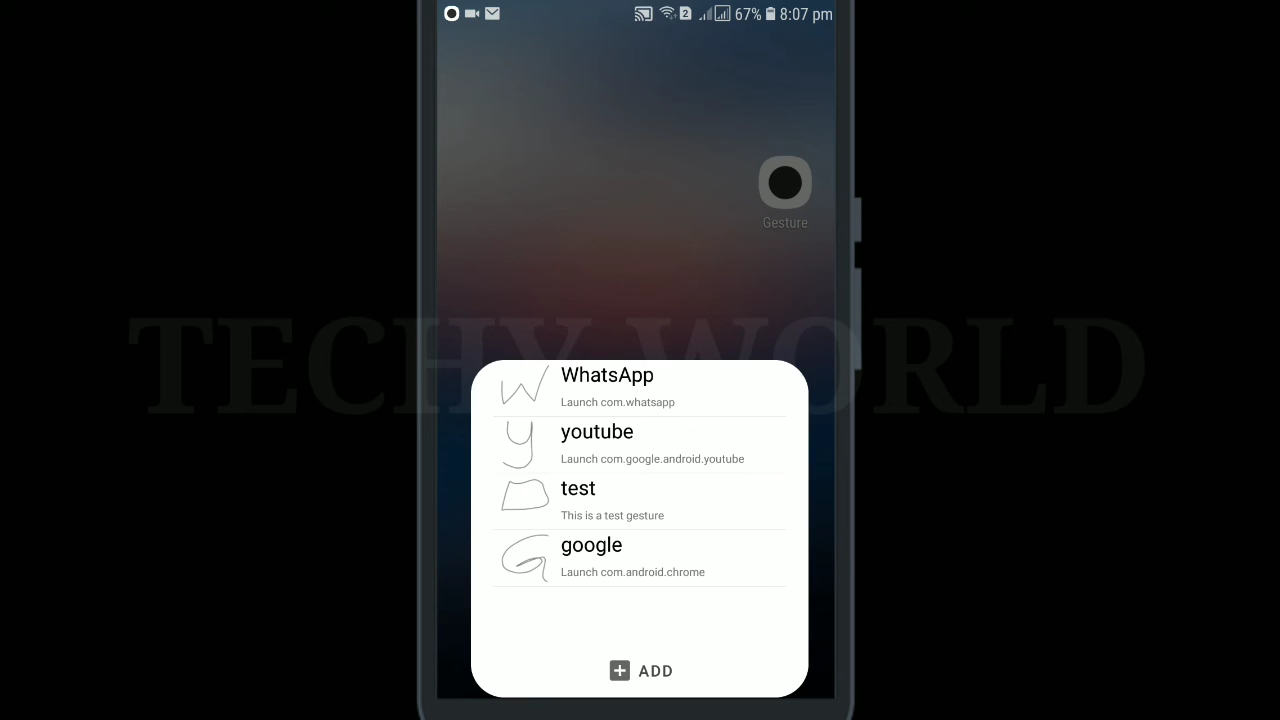 2 67% 8:07 pm
Gesture
TECHY WORLD
W WhatsApp
Launch com.whatsapp
y youtube
Launch com.google.android.youtube
D test
This is a test gesture
G google
Launch com.android.chrome
ADD